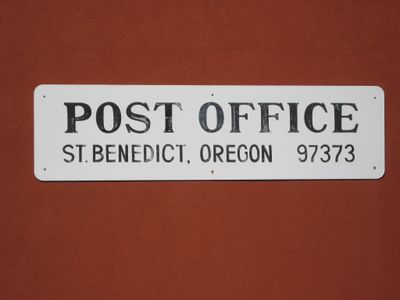 POST OFFICE
ST. BENEDICT, OREGON 97373